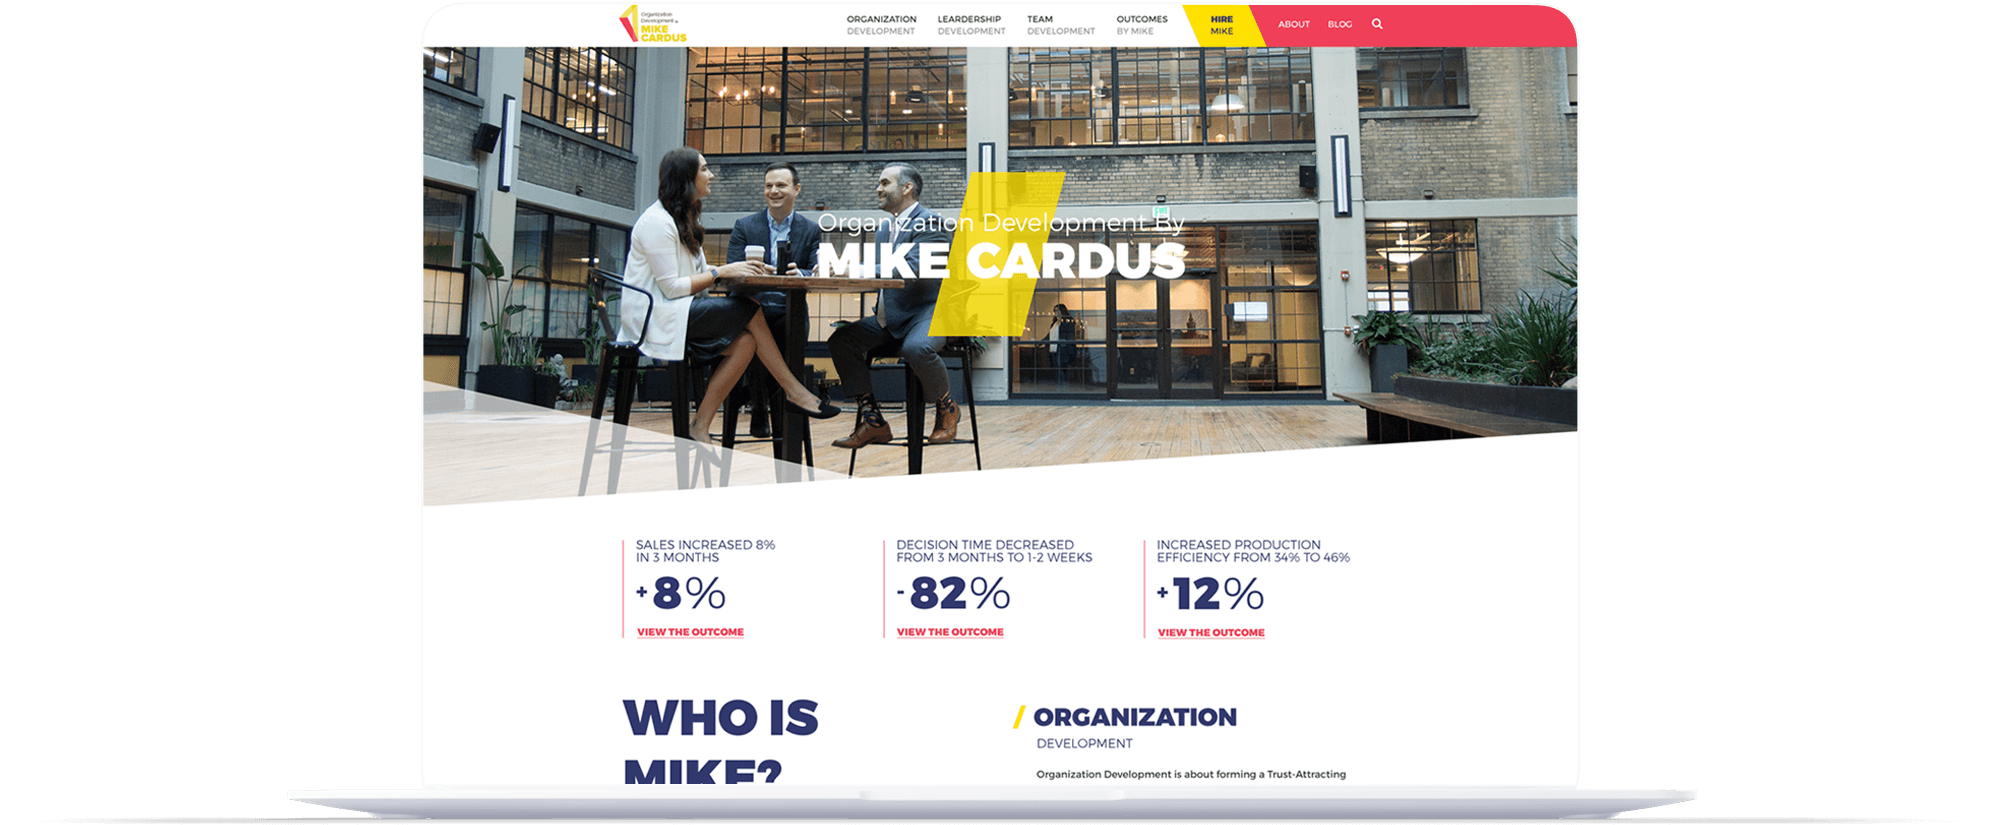 Organization
Development By
MIKE
CARDUS
ORGANIZATION
DEVELOPMENT
LEARDERSHIP
DEVELOPMENT
TEAM
DEVELOPMENT
OUTCOMES
BY MIKE
HIRE
MIKE
ABOUT
BLOG
Organization Development By
MIKE CARDUS
EXIT
SALES INCREASED 8%
IN 3 MONTHS
+8%
VIEW THE OUTCOME
DECISION TIME DECREASED
FROM 3 MONTHS TO 1-2 WEEKS
-82%
VIEW THE OUTCOME
INCREASED PRODUCTION
EFFICIENCY FROM 34% TO 46%
+12%
VIEW THE OUTCOME
WHO IS
MIKE?
/ ORGANIZATION
DEVELOPMENT
Organization Development is about forming a Trust-Attracting